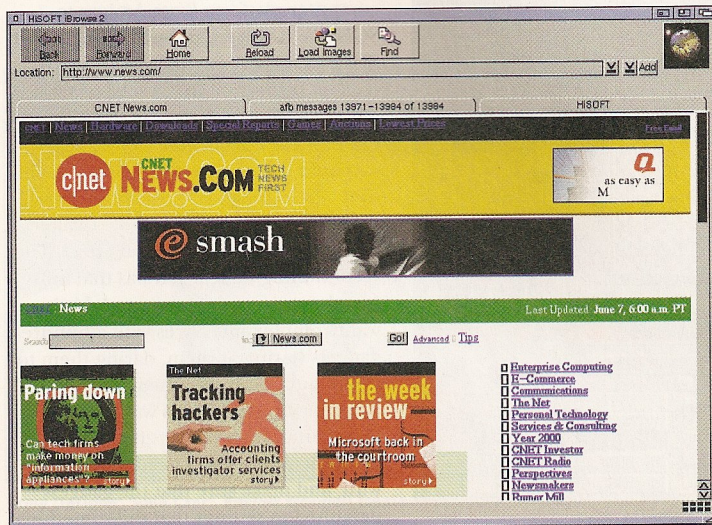 HiSOFT iBrowse 2
Back
Forward
Home
Reload
Load Images
Find
Location: http://www.news.com/
Add
CNET News.com
afb messages 13971-13984 of 13984
HiSOFT
CNET | News | Hardware | Downloads | Special Reports | Games | Auctions | Lowest Prices
Free Email
c|net
CNET
NEWS.COM
TECH
NEWS
FIRST
Q
as easy as
M
e smash
CNET News
Last Updated June 7, 6:00 a.m. PT
Search
in:
News.com
Go!
Advanced
Tips
Paring down
Can tech firms
make money on
"information
appliances"?
story
The Net
Tracking
hackers
Accounting
firms offer clients
investigator services
story
the week
in review
Microsoft back in
the courtroom
story
Enterprise Computing
E-Commerce
Communications
The Net
Personal Technology
Services & Consulting
Year 2000
CNET Investor
CNET Radio
Perspectives
Newsmakers
Rumor Mill